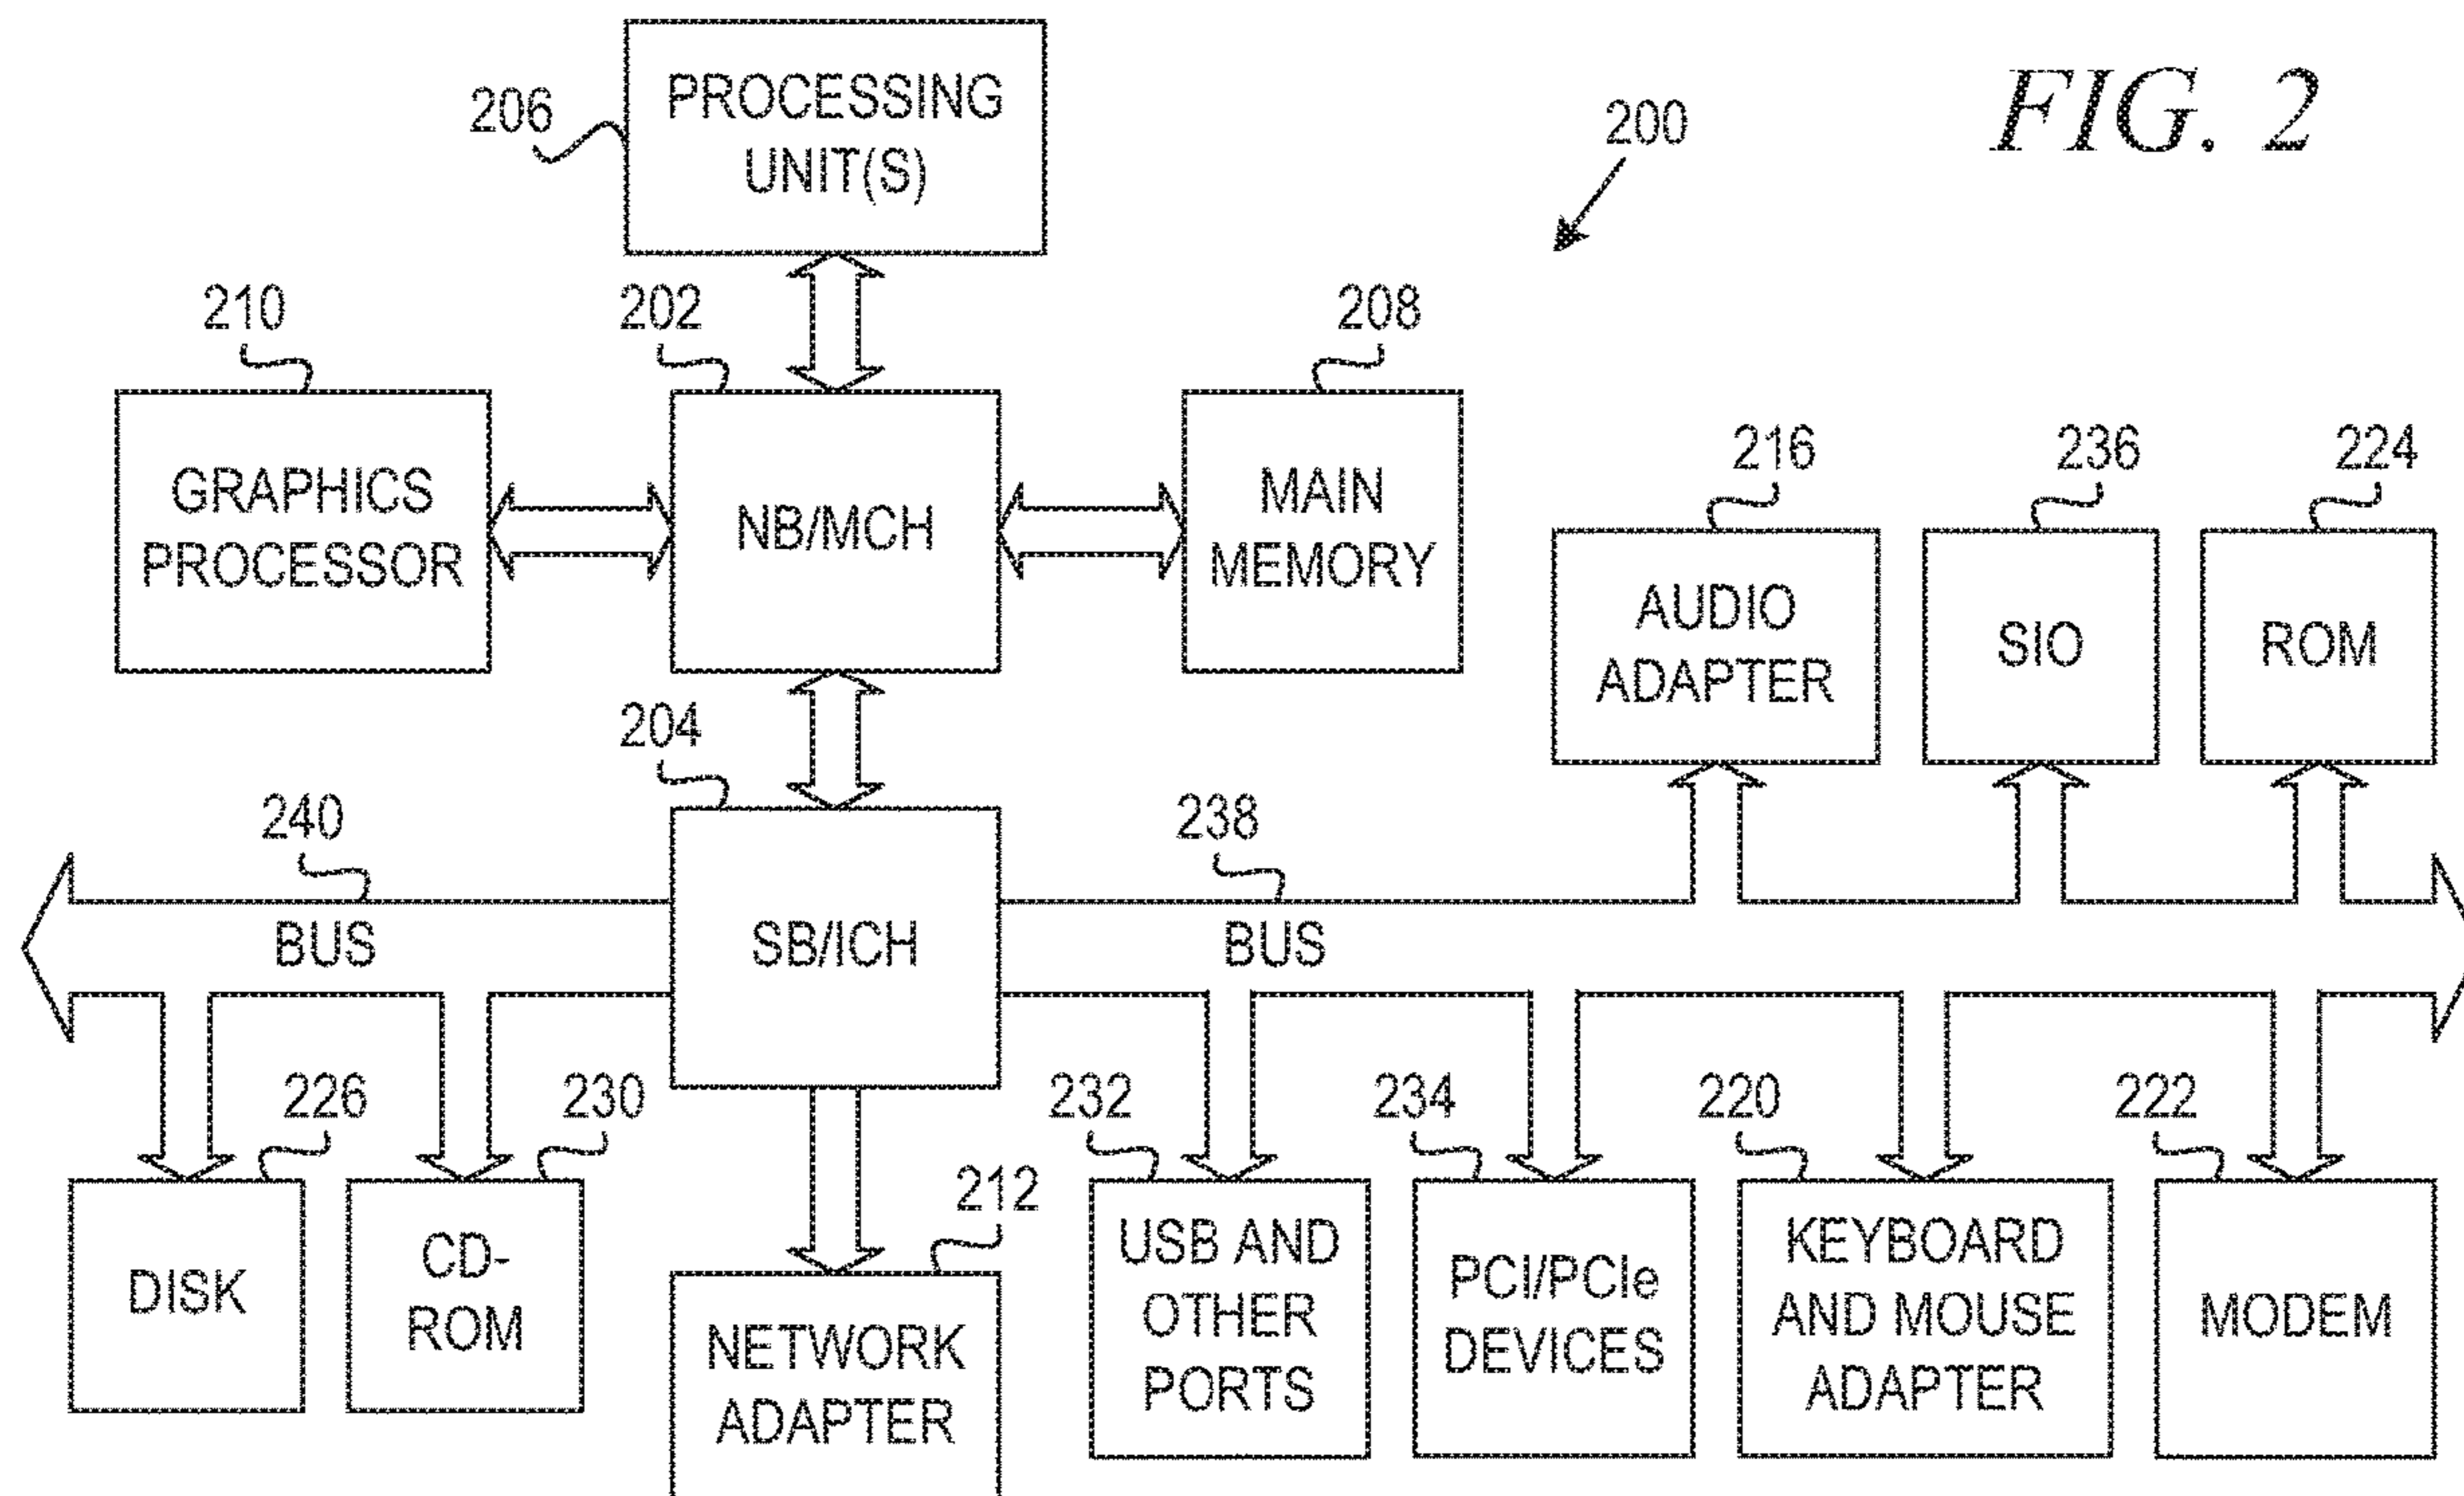 FIG. 2
200
206
PROCESSING
UNIT(S)
210
202
208
GRAPHICS
PROCESSOR
NB/MCH
MAIN
MEMORY
216
236
224
AUDIO
ADAPTER
SIO
ROM
204
240
238
BUS
SB/ICH
BUS
226
230
212
232
234
220
222
DISK
CD-
ROM
NETWORK
ADAPTER
USB AND
OTHER
PORTS
PCI/PCIe
DEVICES
KEYBOARD
AND MOUSE
ADAPTER
MODEM